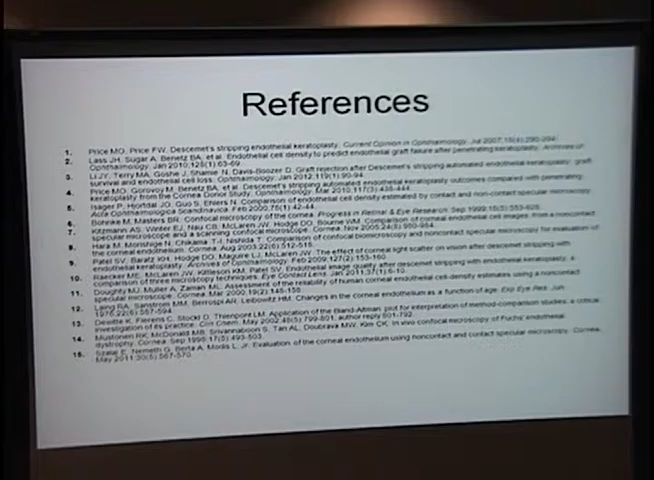 References
1. Price MO, Price FW. Descemet's stripping endothelial keratoplasty. Current Opinion in Ophthalmology. Jul 2007;18(4):290-294.
2. Lass JH, Sugar A, Benetz BA, et al. Endothelial cell density to predict endothelial graft failure after penetrating keratoplasty. Archives of
Ophthalmology. Jan 2010;128(1):63-69.
3. Li JY, Terry MA, Goshe J, Shamie N, Davis-Boozer D. Graft rejection after Descemet's stripping automated endothelial keratoplasty: graft
survival and endothelial cell loss. Ophthalmology. Jan 2012;119(1):90-94.
4. Price MO, Gorovoy M, Benetz BA, et al. Descemet's stripping automated endothelial keratoplasty outcomes compared with penetrating
keratoplasty from the Cornea Donor Study. Ophthalmology. Mar 2010;117(3):438-444.
5. Isager P, Hjortdal JO, Guo S, Ehlers N. Comparison of endothelial cell density estimated by contact and non-contact specular microscopy.
Acta Ophthalmologica Scandinavica. Feb 2000;78(1):42-44.
6. Bohnke M, Masters BR. Confocal microscopy of the cornea. Progress in Retinal & Eye Research. Sep 1999;18(5):553-628.
7. Kitzmann AS, Winter EJ, Nau CB, McLaren JW, Hodge DO, Bourne WM. Comparison of corneal endothelial cell images from a noncontact
specular microscope and a scanning confocal microscope. Cornea. Nov 2005;24(8):980-984.
8. Hara M, Morishige N, Chikama T-I, Nishida T. Comparison of confocal biomicroscopy and noncontact specular microscopy for evaluation of
the corneal endothelium. Cornea. Aug 2003;22(6):512-515.
9. Patel SV, Baratz KH, Hodge DO, Maguire LJ, McLaren JW. The effect of corneal light scatter on vision after descemet stripping with
endothelial keratoplasty. Archives of Ophthalmology. Feb 2009;127(2):153-160.
10. McLaren JW, Kittleson KM, Patel SV. Endothelial image quality after descemet stripping with endothelial keratoplasty: a
comparison of three microscopy techniques. Eye Contact Lens. Jan 2011;37(1):6-10.
11. Doughty MJ, Muller A, Zaman ML. Assessment of the reliability of human corneal endothelial cell-density estimates using a noncontact
specular microscope. Cornea. Mar 2000;19(2):148-158.
12. Laing RA, Sanstrom MM, Berrospi AR, Leibowitz HM. Changes in the corneal endothelium as a function of age. Exp Eye Res. Jun
1976;22(6):587-594.
13. Dewitte K, Fierens C, Stockl D, Thienpont LM. Application of the Bland-Altman plot for interpretation of method-comparison studies: a critical
investigation of its practice. Clin Chem. May 2002;48(5):799-801; author reply 801-792.
14. Mustonen RK, McDonald MB, Srivannaboon S, Tan AL, Doubrava MW, Kim CK. In vivo confocal microscopy of Fuchs' endothelial
dystrophy. Cornea. Sep 1998;17(5):493-503.
15. Szalai E, Nemeth G, Berta A, Modis L, Jr. Evaluation of the corneal endothelium using noncontact and contact specular microscopy. Cornea.
May 2011;30(5):567-570.